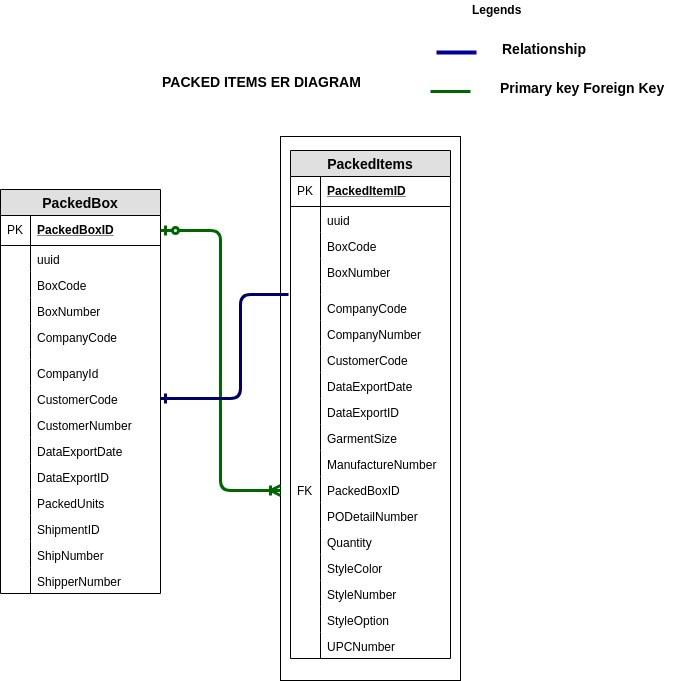 Legends
Relationship
PACKED ITEMS ER DIAGRAM
Primary key Foreign Key
PackedBox
PK PackedBoxID
uuid
BoxCode
BoxNumber
CompanyCode
CompanyId
CustomerCode
CustomerNumber
DataExportDate
DataExportID
PackedUnits
ShipmentID
ShipNumber
ShipperNumber
PackedItems
PK PackedItemID
uuid
BoxCode
BoxNumber
CompanyCode
CompanyNumber
CustomerCode
DataExportDate
DataExportID
GarmentSize
ManufactureNumber
FK PackedBoxID
PODetailNumber
Quantity
StyleColor
StyleNumber
StyleOption
UPCNumber